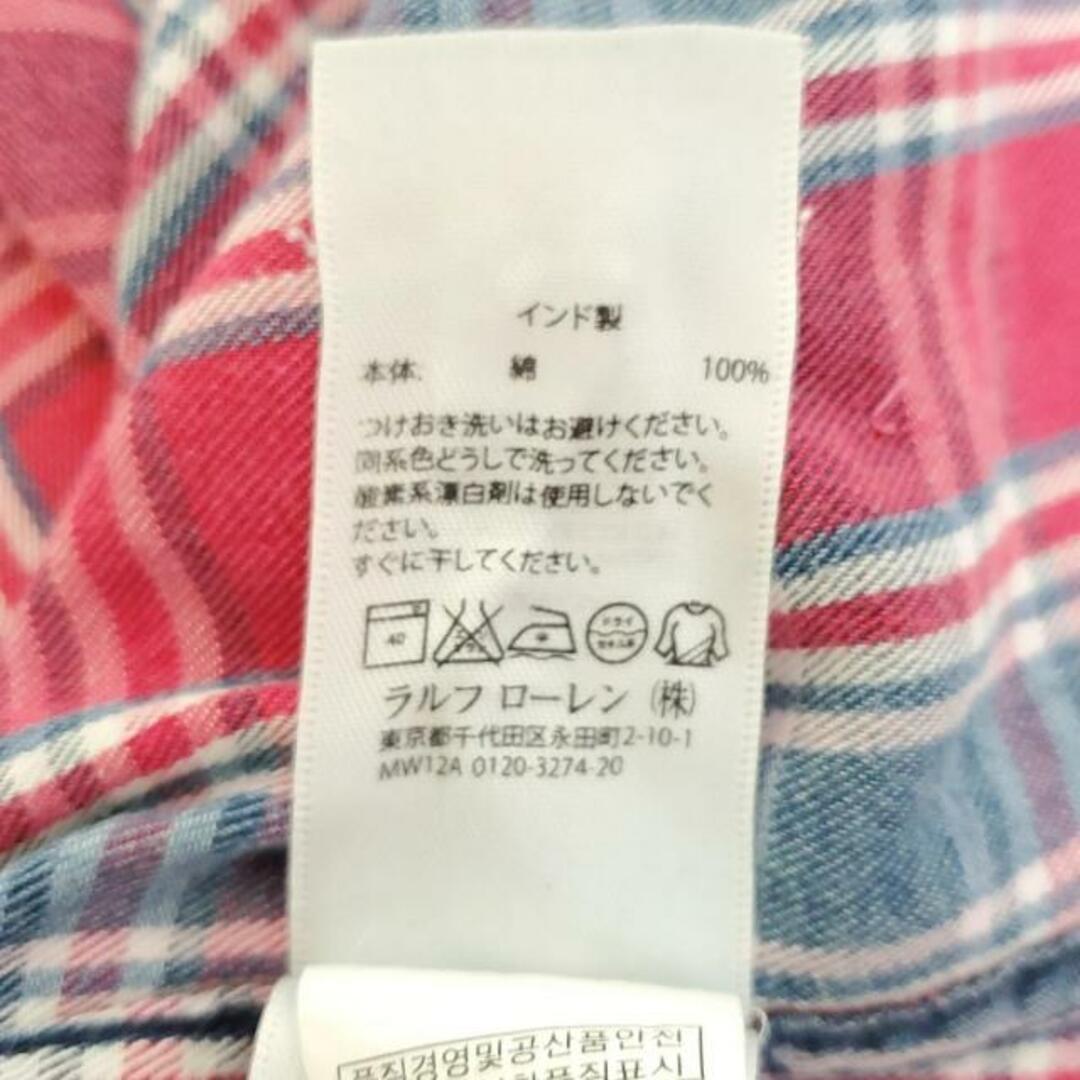 インド製
本体. 綿 100%
つけおき洗いはお避けください。
同系色どうしで洗ってください。
酸素系漂白剤は使用しないでく
ださい。
すぐに干してください。
40 ドライ
ラルフ ローレン (株)
東京都千代田区永田町2-10-1
MW12A 0120-3274-20
품질경영및공산품안전
품질표시